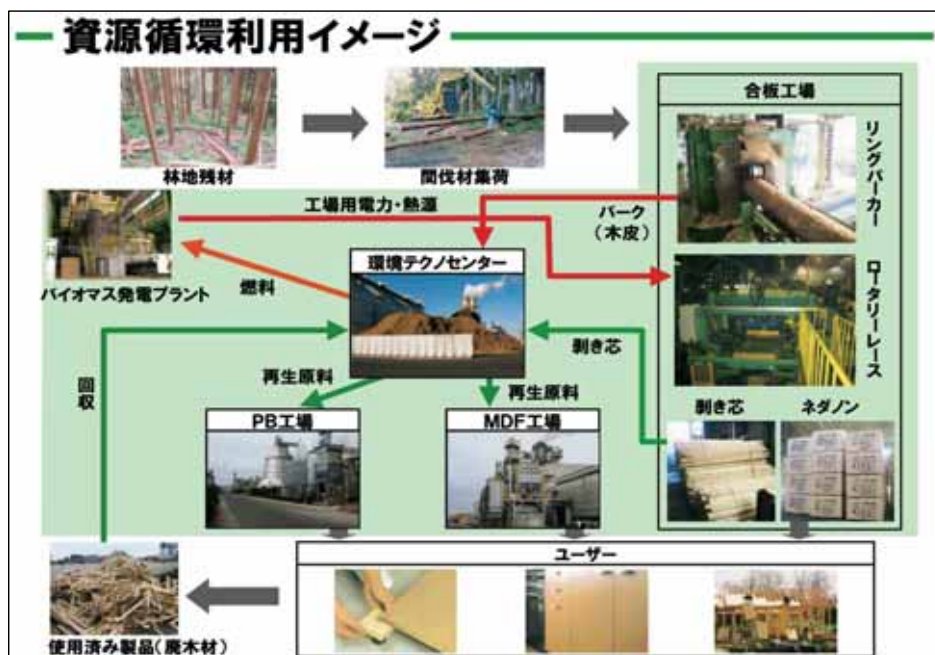 資源循環利用イメージ
林地残材
間伐材集荷
合板工場
リングバーカー
工場用電力・熱源
バーク
(木皮)
環境テクノセンター
バイオマス発電プラント
燃料
ロータリーレース
剥き芯
回収
再生原料
再生原料
剥き芯
ネダノン
PB工場
MDF工場
ユーザー
使用済み製品(廃木材)